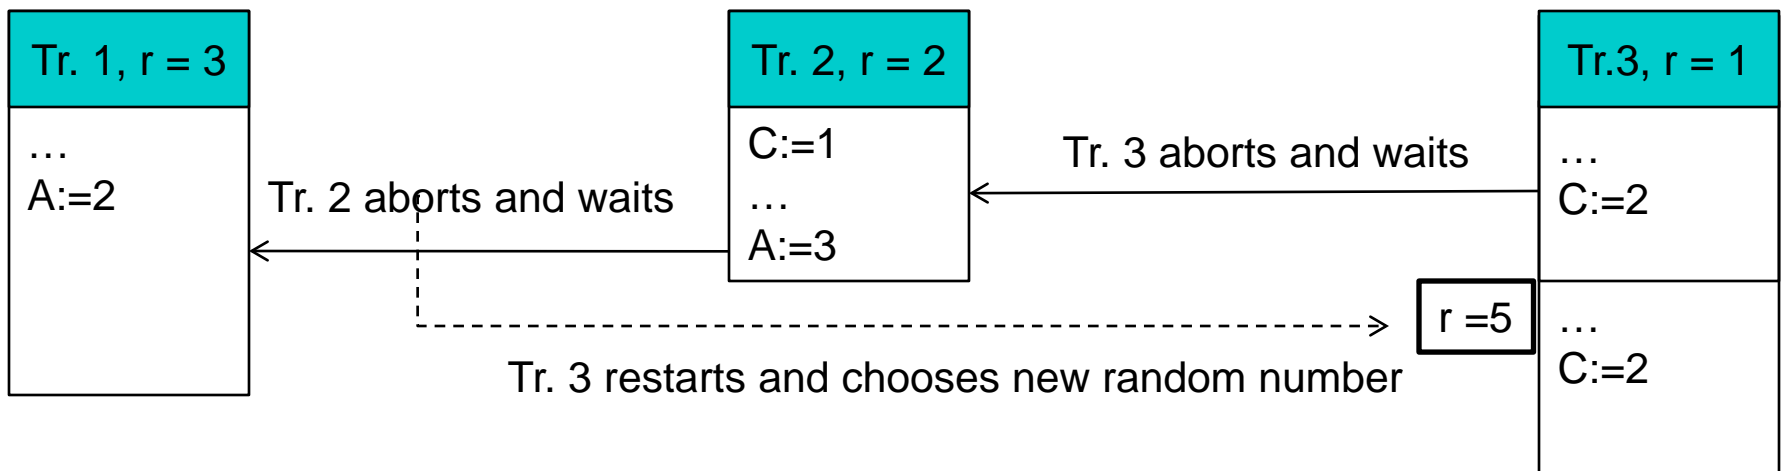 Tr. 1, r = 3
…
A:=2
Tr. 2 aborts and waits
Tr. 2, r = 2
C:=1
…
A:=3
Tr. 3 aborts and waits
Tr.3, r = 1
…
C:=2
r =5
…
C:=2
Tr. 3 restarts and chooses new random number